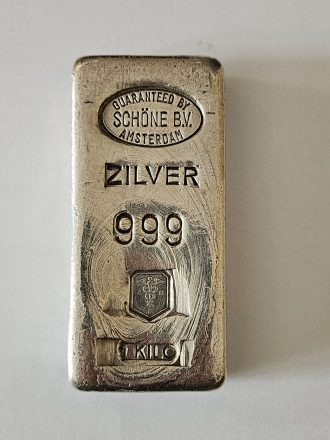 GUARANTEED BY
SCHÖNE B.V.
AMSTERDAM
ZILVER
999
1 KILO